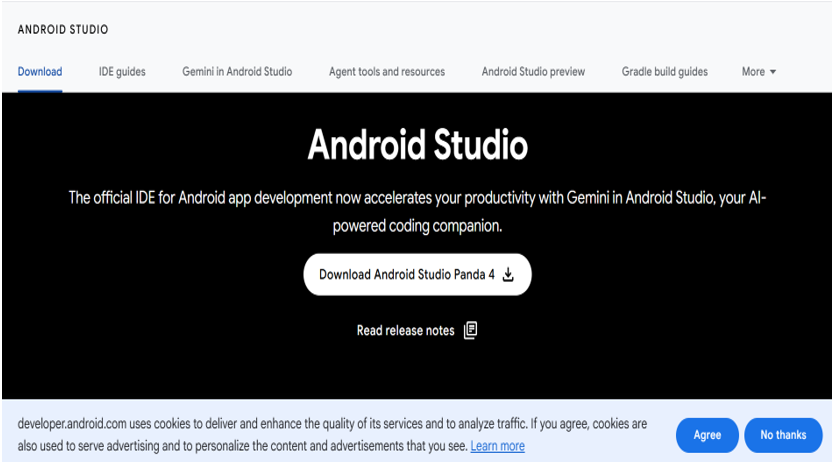 ANDROID STUDIO
Download IDE guides Gemini in Android Studio Agent tools and resources Android Studio preview Gradle build guides More
Android Studio
The official IDE for Android app development now accelerates your productivity with Gemini in Android Studio, your AI-
powered coding companion.
Download Android Studio Panda 4
Read release notes
developer.android.com uses cookies to deliver and enhance the quality of its services and to analyze traffic. If you agree, cookies are
also used to serve advertising and to personalize the content and advertisements that you see. Learn more
Agree No thanks